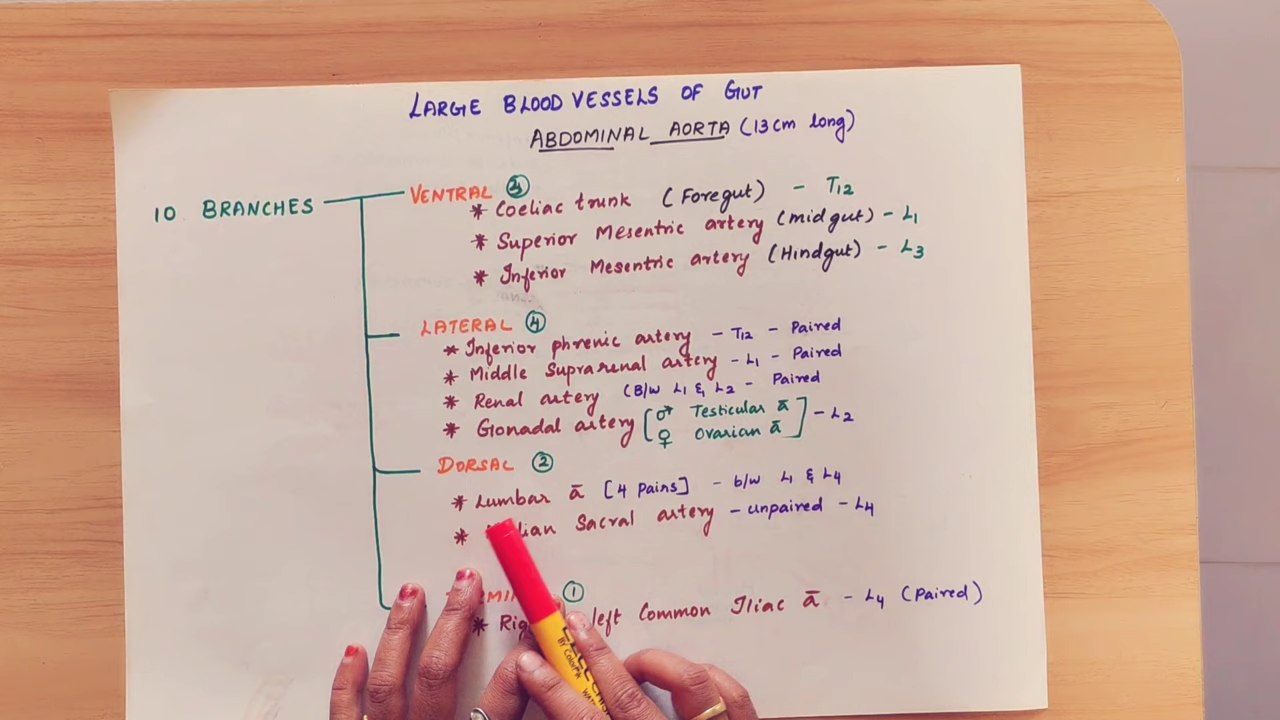 LARGE BLOOD VESSELS OF GUT
ABDOMINAL AORTA (13cm long)
10 BRANCHES
VENTRAL 3
* Coeliac trunk (Foregut) - T12
* Superior Mesentric artery (midgut) - L1
* Inferior Mesentric artery (Hindgut) - L3
LATERAL 4
* Inferior phrenic artery - T12 - Paired
* Middle Suprarenal artery - L1 - Paired
* Renal artery (B/w L1 & L2 - Paired
* Gonadal artery [♂ Testicular ā
♀ Ovarian ā] - L2
DORSAL 2
* Lumbar ā [4 Pairs] - b/w L1 & L4
* Sacral artery - unpaired - L4
1
* left Common Iliac ā - L4 (Paired)